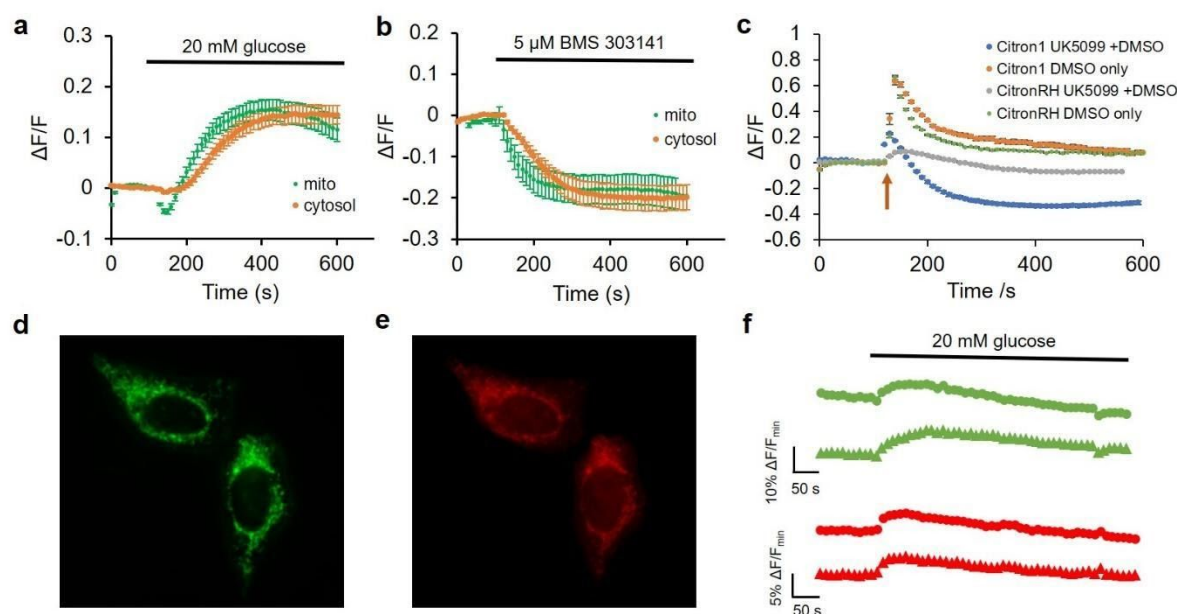 a
0.3
0.2
0.1
0
-0.1
ΔF/F
20 mM glucose
mito
cytosol
0 200 400 600
Time (s)
b
0.1
0
-0.1
-0.2
-0.3
ΔF/F
5 µM BMS 303141
mito
cytosol
0 200 400 600
Time (s)
c
1
0.8
0.6
0.4
0.2
0
-0.2
-0.4
-0.6
ΔF/F
Citron1 UK5099 +DMSO
Citron1 DMSO only
CitronRH UK5099 +DMSO
CitronRH DMSO only
0 200 400 600
Time /s
d
e
f
20 mM glucose
10% ΔF/Fmin
50 s
5% ΔF/Fmin
50 s